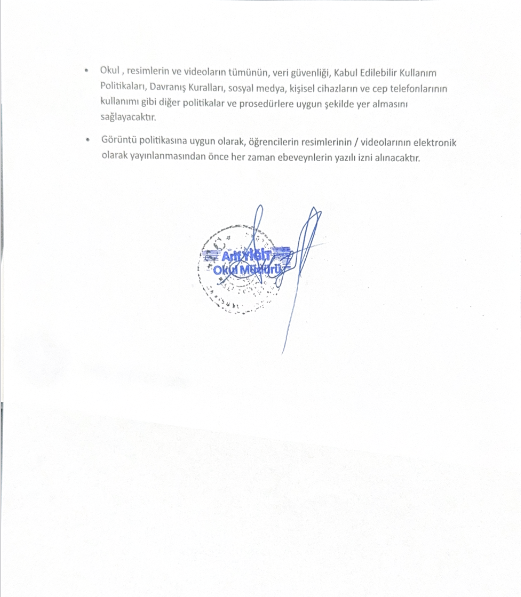 • Okul , resimlerin ve videoların tümünün, veri güvenliği, Kabul Edilebilir Kullanım
Politikaları, Davranış Kuralları, sosyal medya, kişisel cihazların ve cep telefonlarının
kullanımı gibi diğer politikalar ve prosedürlere uygun şekilde yer almasını
sağlayacaktır.
• Görüntü politikasına uygun olarak, öğrencilerin resimlerinin / videolarının elektronik
olarak yayınlanmasından önce her zaman ebeveynlerin yazılı izni alınacaktır.
YİĞİT
Okul Müdürü